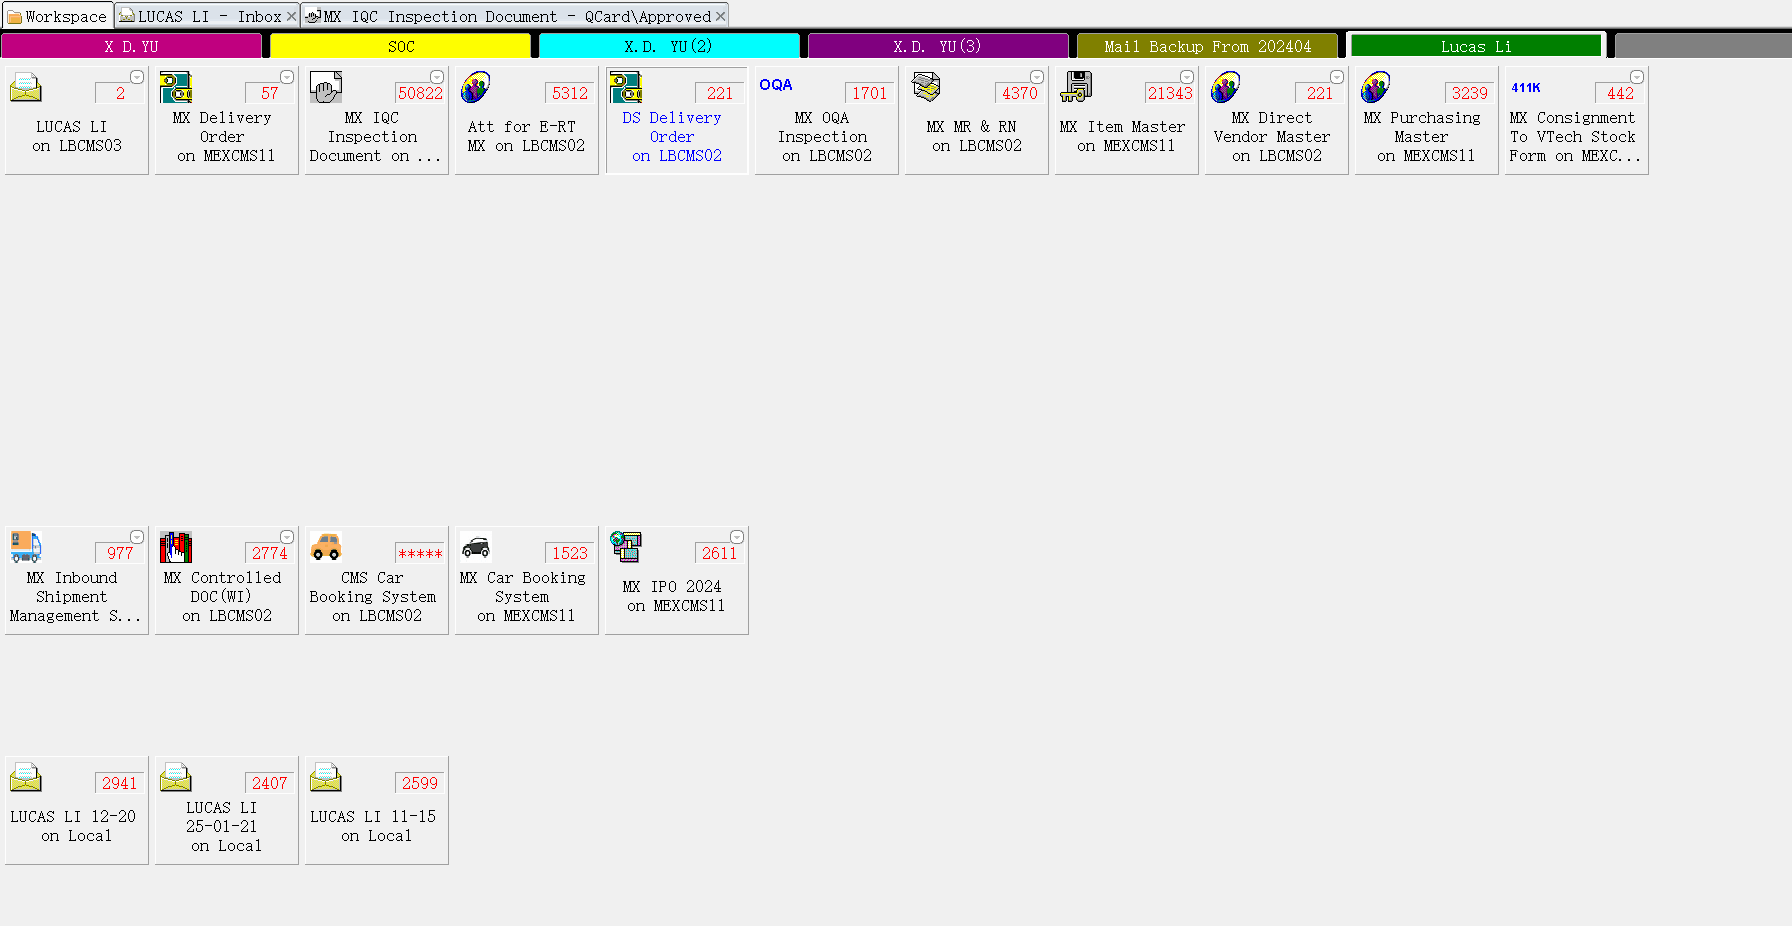 Workspace
LUCAS LI - Inbox
MX IQC Inspection Document - QCard\Approved
X D.YU
SOC
X.D. YU(2)
X.D. YU(3)
Mail Backup From 202404
Lucas Li
2
LUCAS LI
on LBCMS03
57
MX Delivery
Order
on MEXCMS11
50822
MX IQC
Inspection
Document on ...
5312
Att for E-RT
MX on LBCMS02
221
DS Delivery
Order
on LBCMS02
OQA
1701
MX OQA
Inspection
on LBCMS02
4370
MX MR & RN
on LBCMS02
21343
MX Item Master
on MEXCMS11
221
MX Direct
Vendor Master
on LBCMS02
3239
MX Purchasing
Master
on MEXCMS11
411K
442
MX Consignment
To VTech Stock
Form on MEXC...
977
MX Inbound
Shipment
Management S...
2774
MX Controlled
DOC(WI)
on LBCMS02
*****
CMS Car
Booking System
on LBCMS02
1523
MX Car Booking
System
on MEXCMS11
2611
MX IPO 2024
on MEXCMS11
2941
LUCAS LI 12-20
on Local
2407
LUCAS LI
25-01-21
on Local
2599
LUCAS LI 11-15
on Local